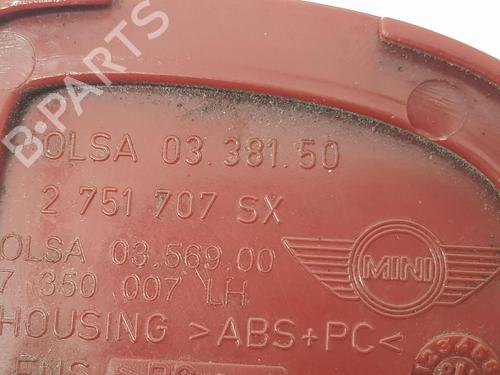 B-PARTS
OLSA 03.381.50
2 751 707 SX
OLSA 03.569.00
7 350 007 LH
MINI
HOUSING >ABS+PC<